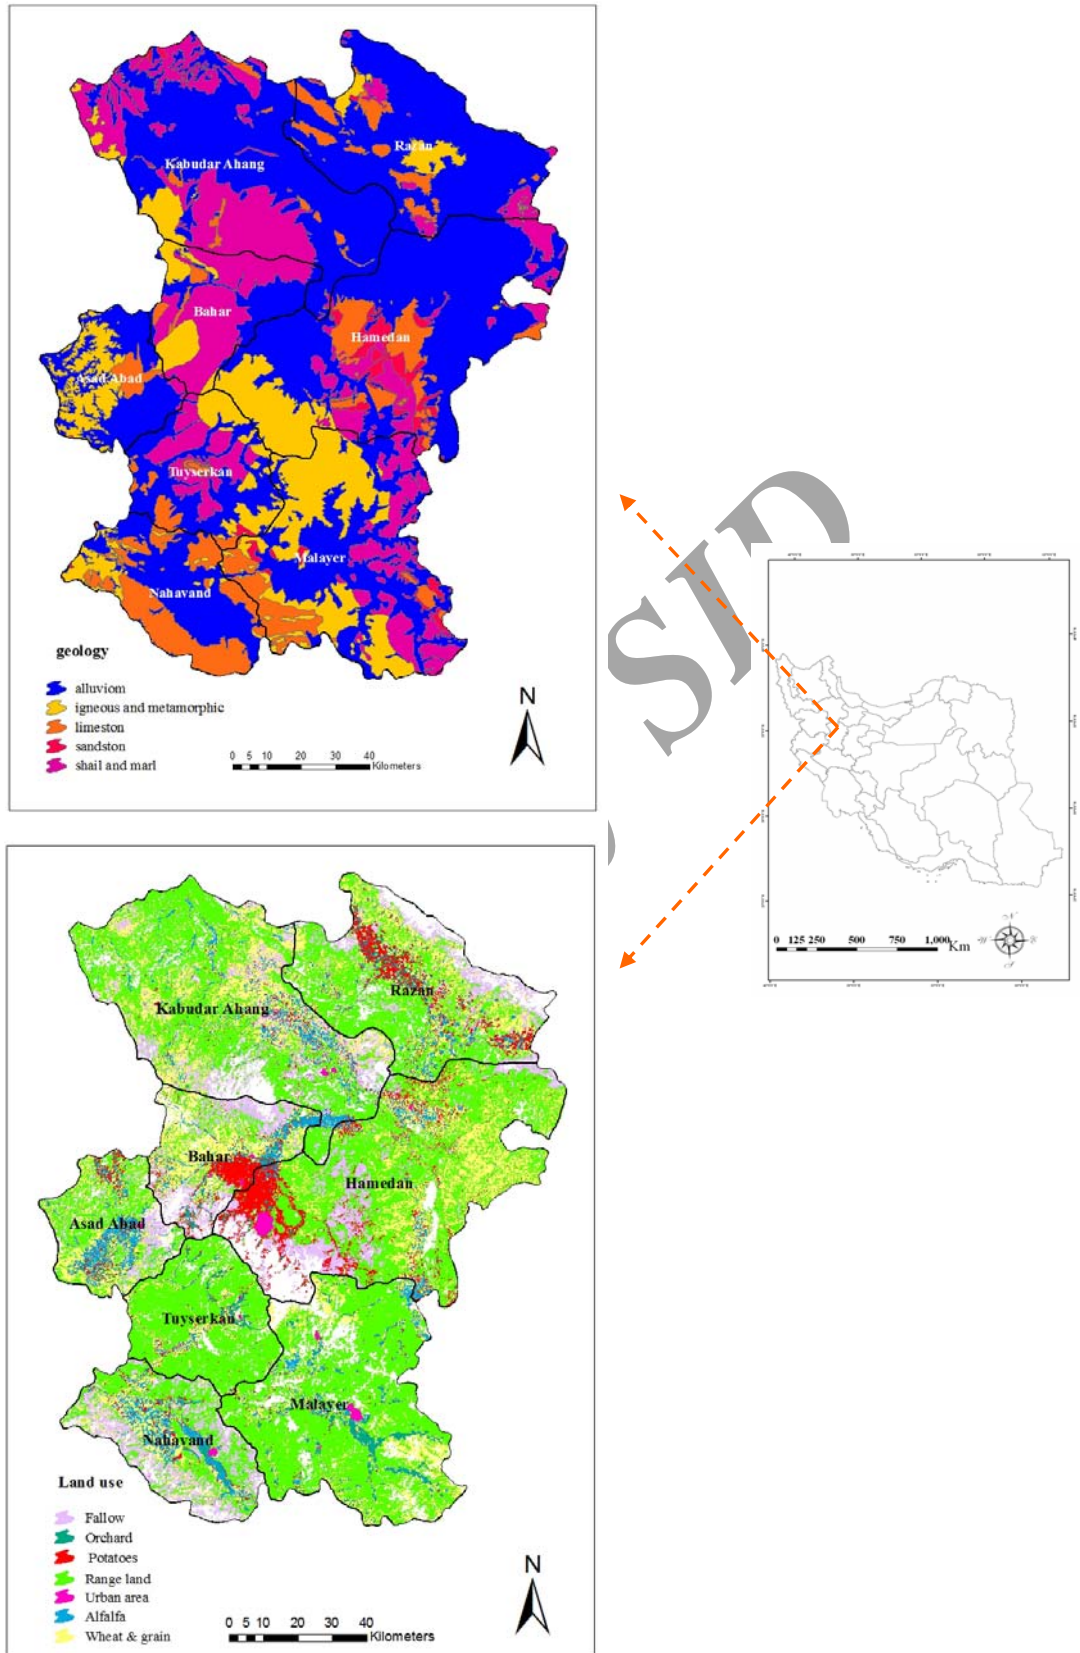 Kabudar Ahang
Razan
Bahar
Hamedan
Asad Abad
Tuyserkan
Malayer
Nahavand
geology
alluviom
igneous and metamorphic
limeston
sandston
shail and marl
N
0 5 10 20 30 40
Kilometers
SID
0 125 250 500 750 1,000
Km
Razan
Kabudar Ahang
Bahar
Hamedan
Asad Abad
Tuyserkan
Malayer
Nahavand
Land use
Fallow
Orchard
Potatoes
Range land
Urban area
Alfalfa
Wheat & grain
N
0 5 10 20 30 40
Kilometers